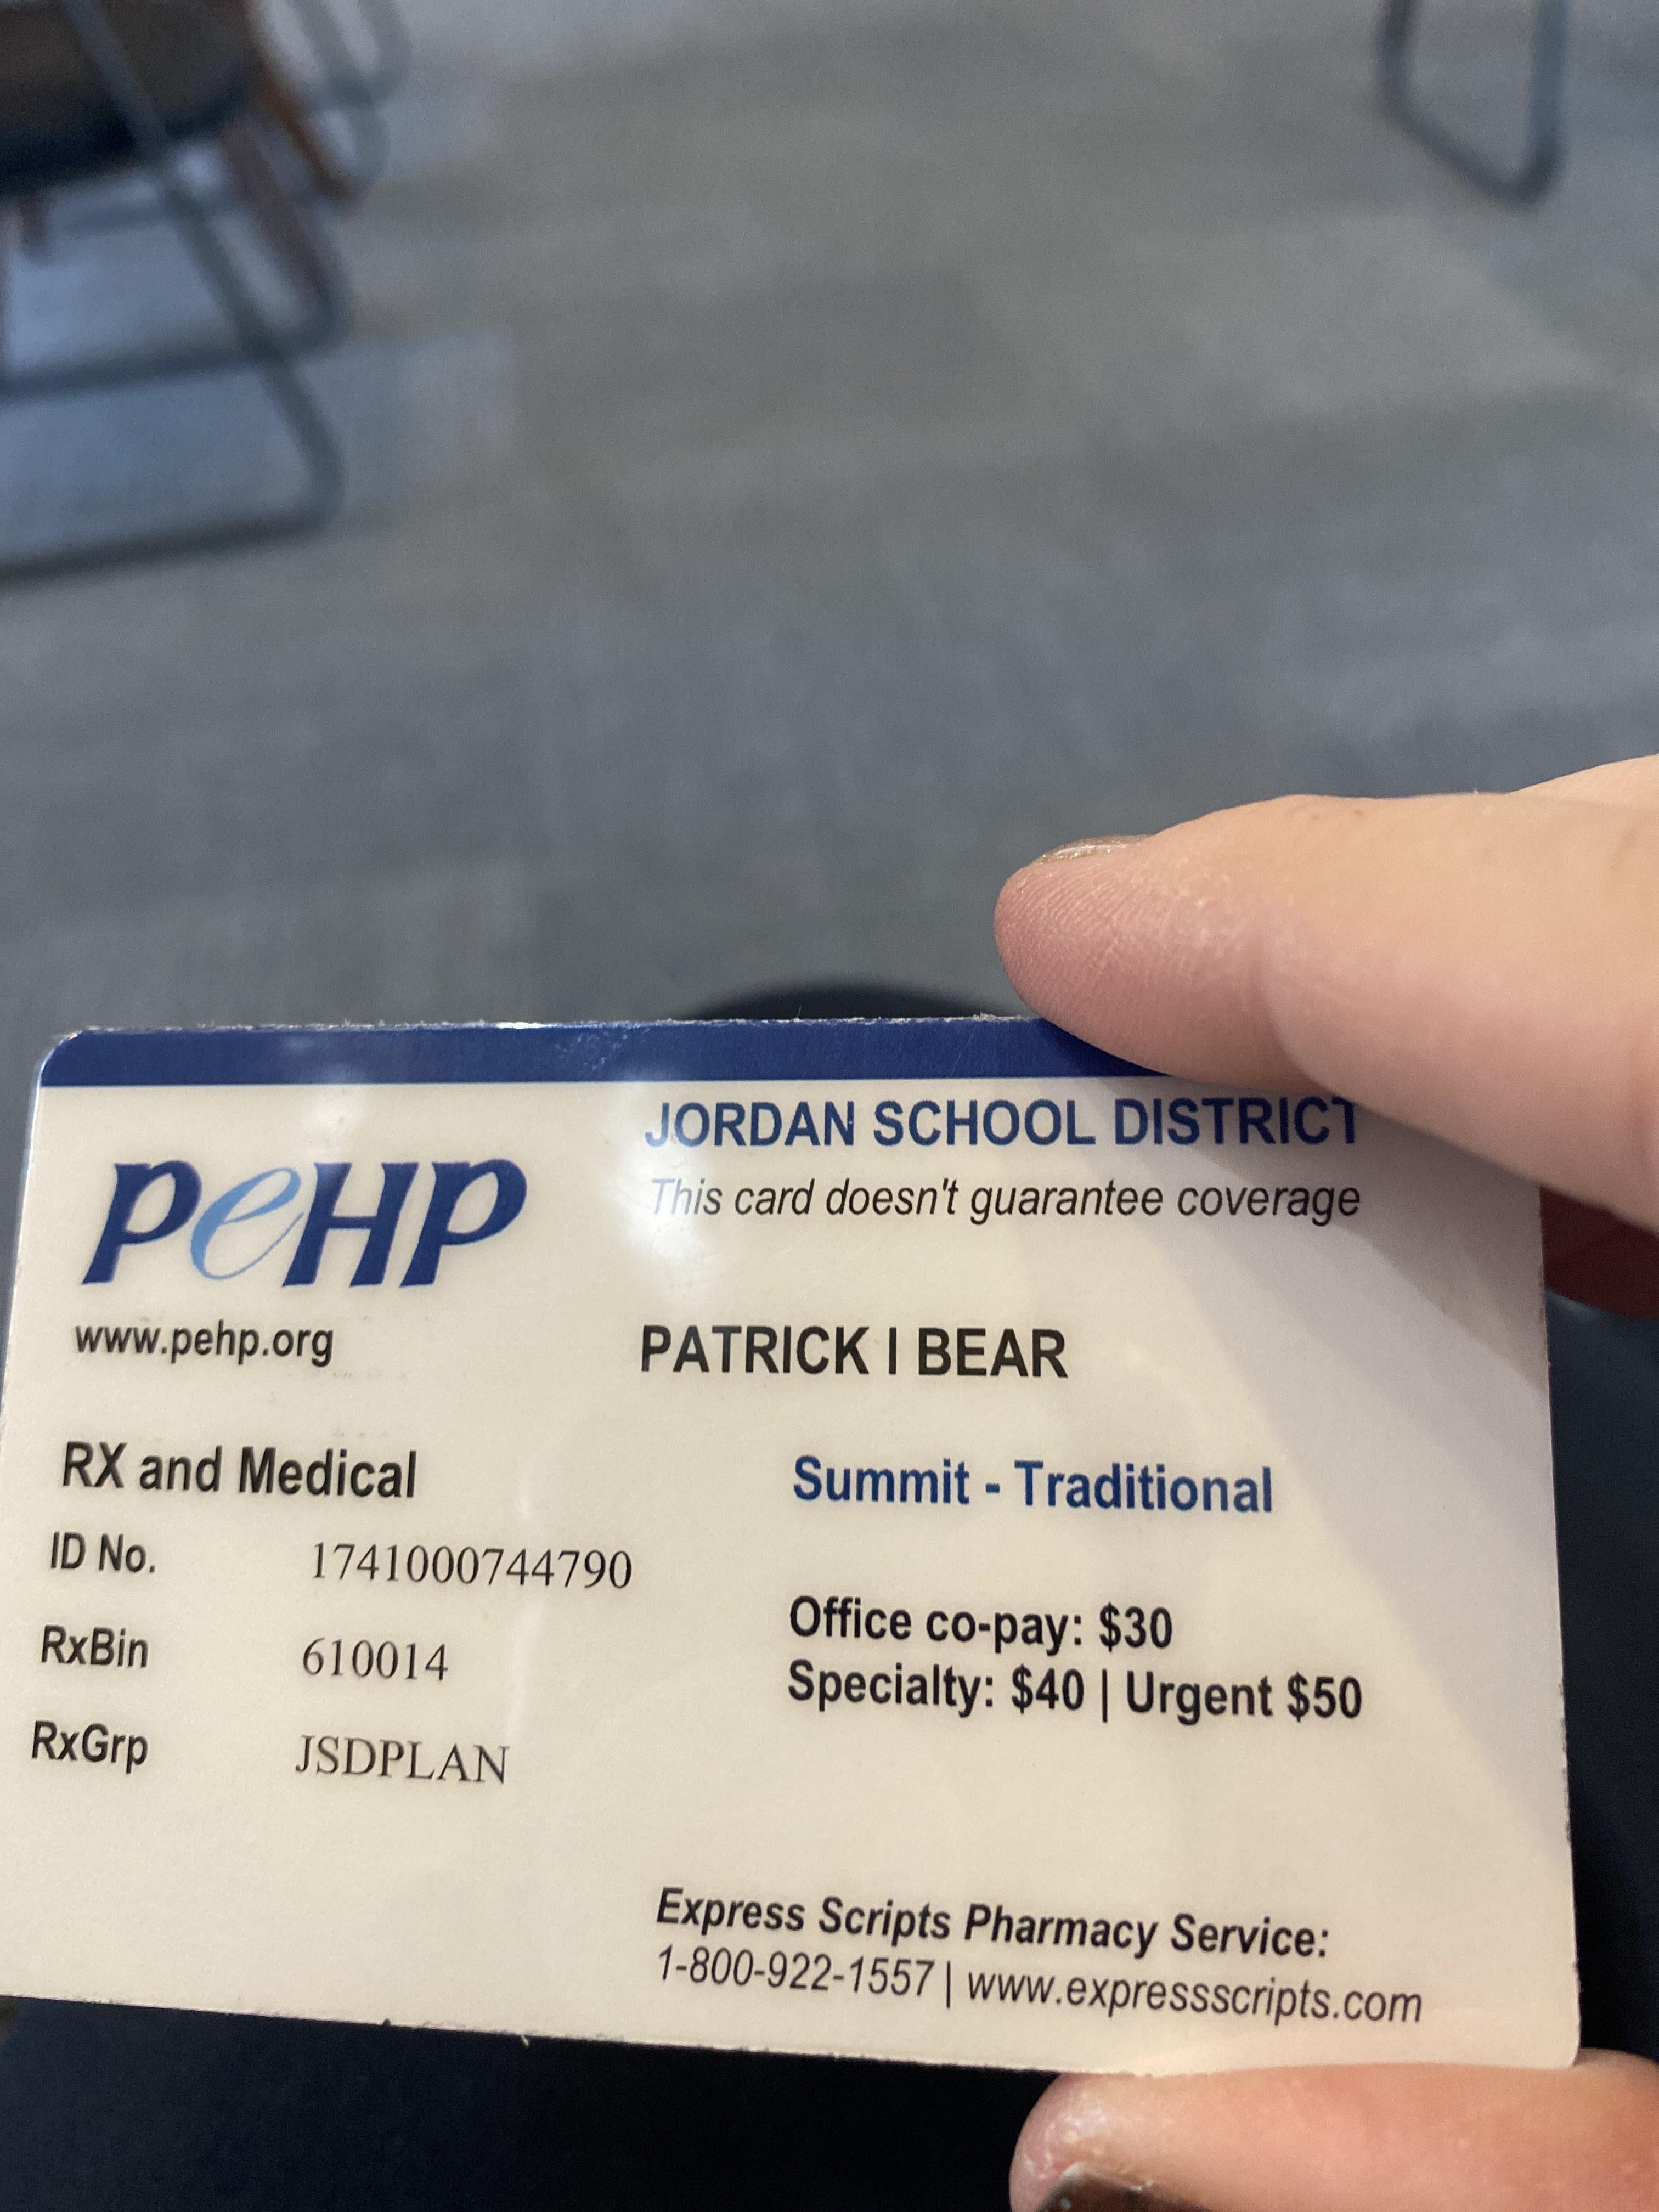 JORDAN SCHOOL DISTRICT
This card doesn't guarantee coverage
PeHP
www.pehp.org
PATRICK I BEAR
RX and Medical
Summit - Traditional
ID No. 1741000744790
RxBin 610014
RxGrp JSDPLAN
Office co-pay: $30
Specialty: $40 | Urgent $50
Express Scripts Pharmacy Service:
1-800-922-1557 | www.expressscripts.com